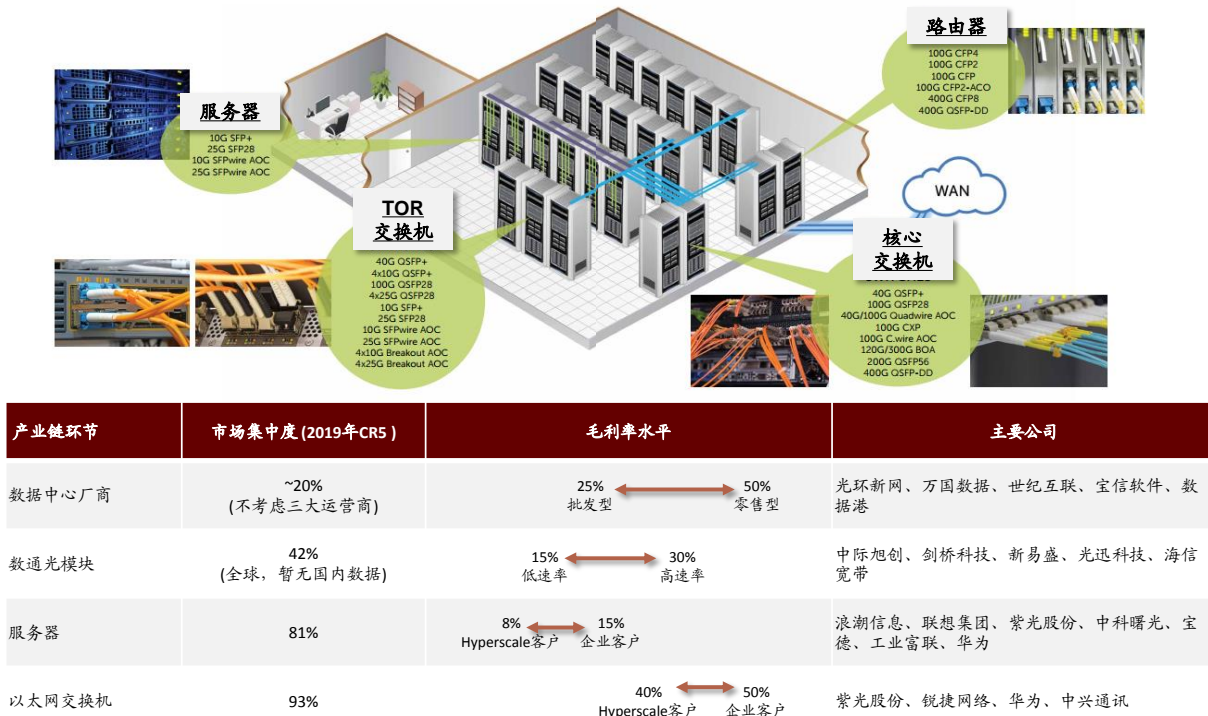 路由器
100G CFP4
100G CFP2
100G CFP
100G CFP2-ACO
400G CFP8
400G QSFP-DD
服务器
10G SFP+
25G SFP28
10G SFPwire AOC
25G SFPwire AOC
WAN
TOR
交换机
40G QSFP+
4x10G QSFP+
100G QSFP28
4x25G QSFP28
10G SFP+
25G SFP28
10G SFPwire AOC
25G SFPwire AOC
4x10G Breakout AOC
4x25G Breakout AOC
核心
交换机
40G QSFP+
100G QSFP28
40G/100G Quadwire AOC
100G CXP
100G C.wire AOC
120G/300G BOA
200G QSFP56
400G QSFP-DD
产业链环节 市场集中度(2019年CR5 ) 毛利率水平 主要公司
数据中心厂商
~20%
(不考虑三大运营商)
25% 50%
批发型 零售型
光环新网、万国数据、世纪互联、宝信软件、数
据港
数通光模块
42%
(全球，暂无国内数据)
15% 30%
低速率 高速率
中际旭创、剑桥科技、新易盛、光迅科技、海信
宽带
服务器
81%
8% 15%
Hyperscale客户 企业客户
浪潮信息、联想集团、紫光股份、中科曙光、宝
德、工业富联、华为
以太网交换机
93%
40% 50%
Hyperscale客户 企业客户
紫光股份、锐捷网络、华为、中兴通讯